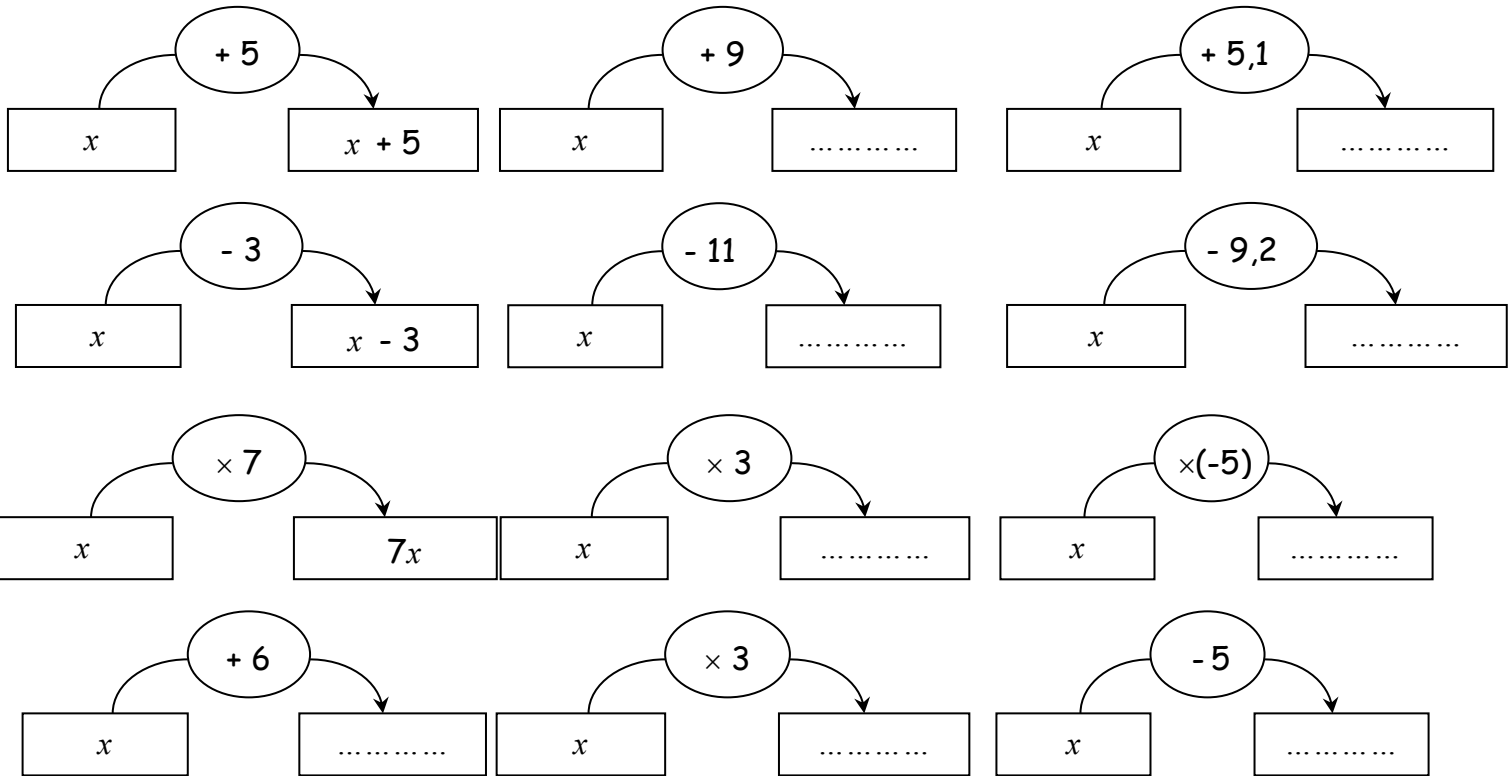 + 5 + 9 + 5,1
x x + 5 x ………… x …………
- 3 - 11 - 9,2
x x - 3 x ………… x …………
× 7 × 3 ×(-5)
x 7x x ………… x …………
+ 6 × 3 - 5
x ………… x ………… x …………